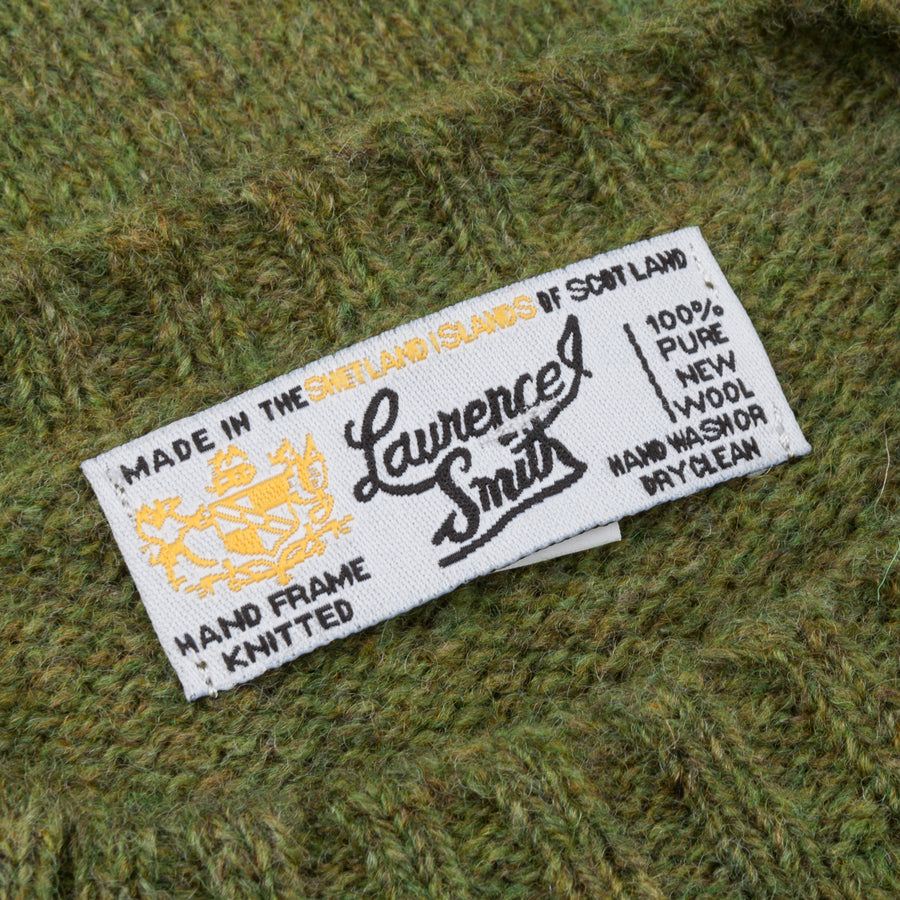 MADE IN THE SHETLAND ISLANDS OF SCOTLAND
Lawrence J
Smith
HAND FRAME
KNITTED
100%
PURE
NEW
WOOL
HAND WASH OR
DRY CLEAN